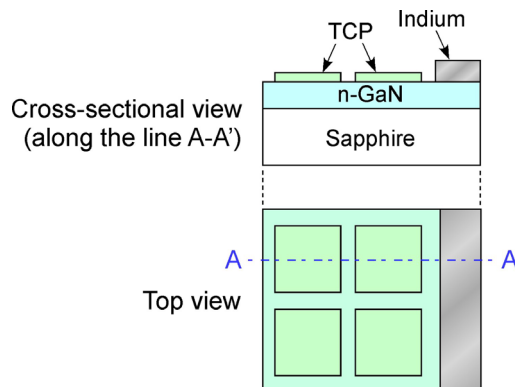 Indium
TCP
n-GaN
Cross-sectional view
(along the line A-A')
Sapphire
A
A
Top view